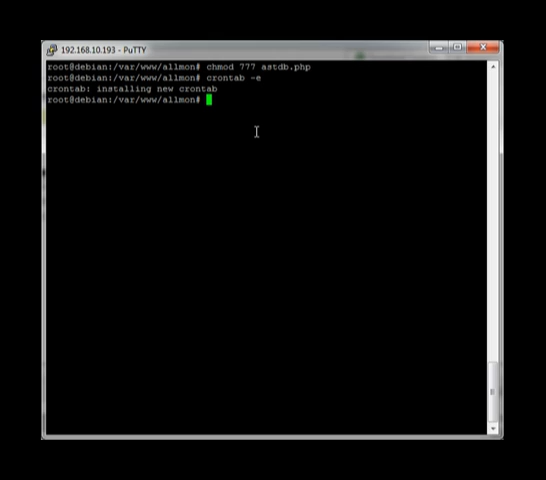 192.168.10.193 - PuTTY
root@debian:/var/www/allmon# chmod 777 astdb.php
root@debian:/var/www/allmon# crontab -e
crontab: installing new crontab
root@debian:/var/www/allmon#